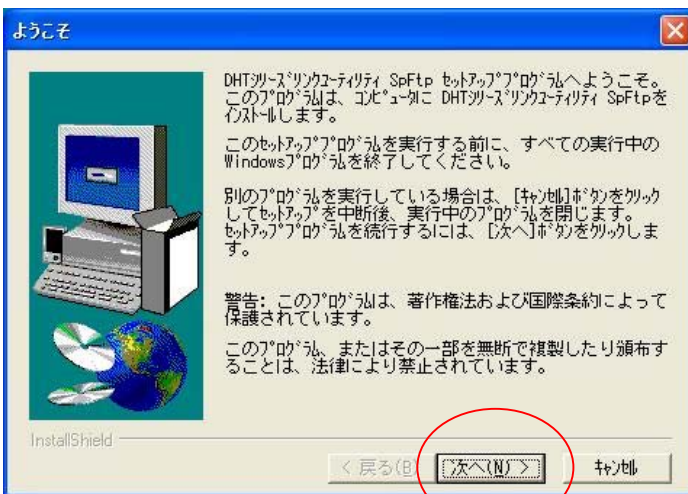 ようこそ
DHTｼﾘｰｽﾞﾘﾝｸﾕｰﾃｨﾘﾃｨ SpFtp ｾｯﾄｱｯﾌﾟﾌﾟﾛｸﾞﾗﾑへようこそ。
このﾌﾟﾛｸﾞﾗﾑは、ｺﾝﾋﾟｭｰﾀに DHTｼﾘｰｽﾞﾘﾝｸﾕｰﾃｨﾘﾃｨ SpFtpを
ｲﾝｽﾄｰﾙします。
このｾｯﾄｱｯﾌﾟﾌﾟﾛｸﾞﾗﾑを実行する前に、すべての実行中の
Windowsﾌﾟﾛｸﾞﾗﾑを終了してください。
別のﾌﾟﾛｸﾞﾗﾑを実行している場合は、[ｷｬﾝｾﾙ]ﾎﾞﾀﾝをｸﾘｯｸ
してｾｯﾄｱｯﾌﾟを中断後、実行中のﾌﾟﾛｸﾞﾗﾑを閉じます。
ｾｯﾄｱｯﾌﾟﾌﾟﾛｸﾞﾗﾑを続行するには、[次へ]ﾎﾞﾀﾝをｸﾘｯｸしま
す。
警告: このﾌﾟﾛｸﾞﾗﾑは、著作権法および国際条約によって
保護されています。
このﾌﾟﾛｸﾞﾗﾑ、またはその一部を無断で複製したり頒布す
ることは、法律により禁止されています。
InstallShield
< 戻る(B) 次へ(N) > ｷｬﾝｾﾙ